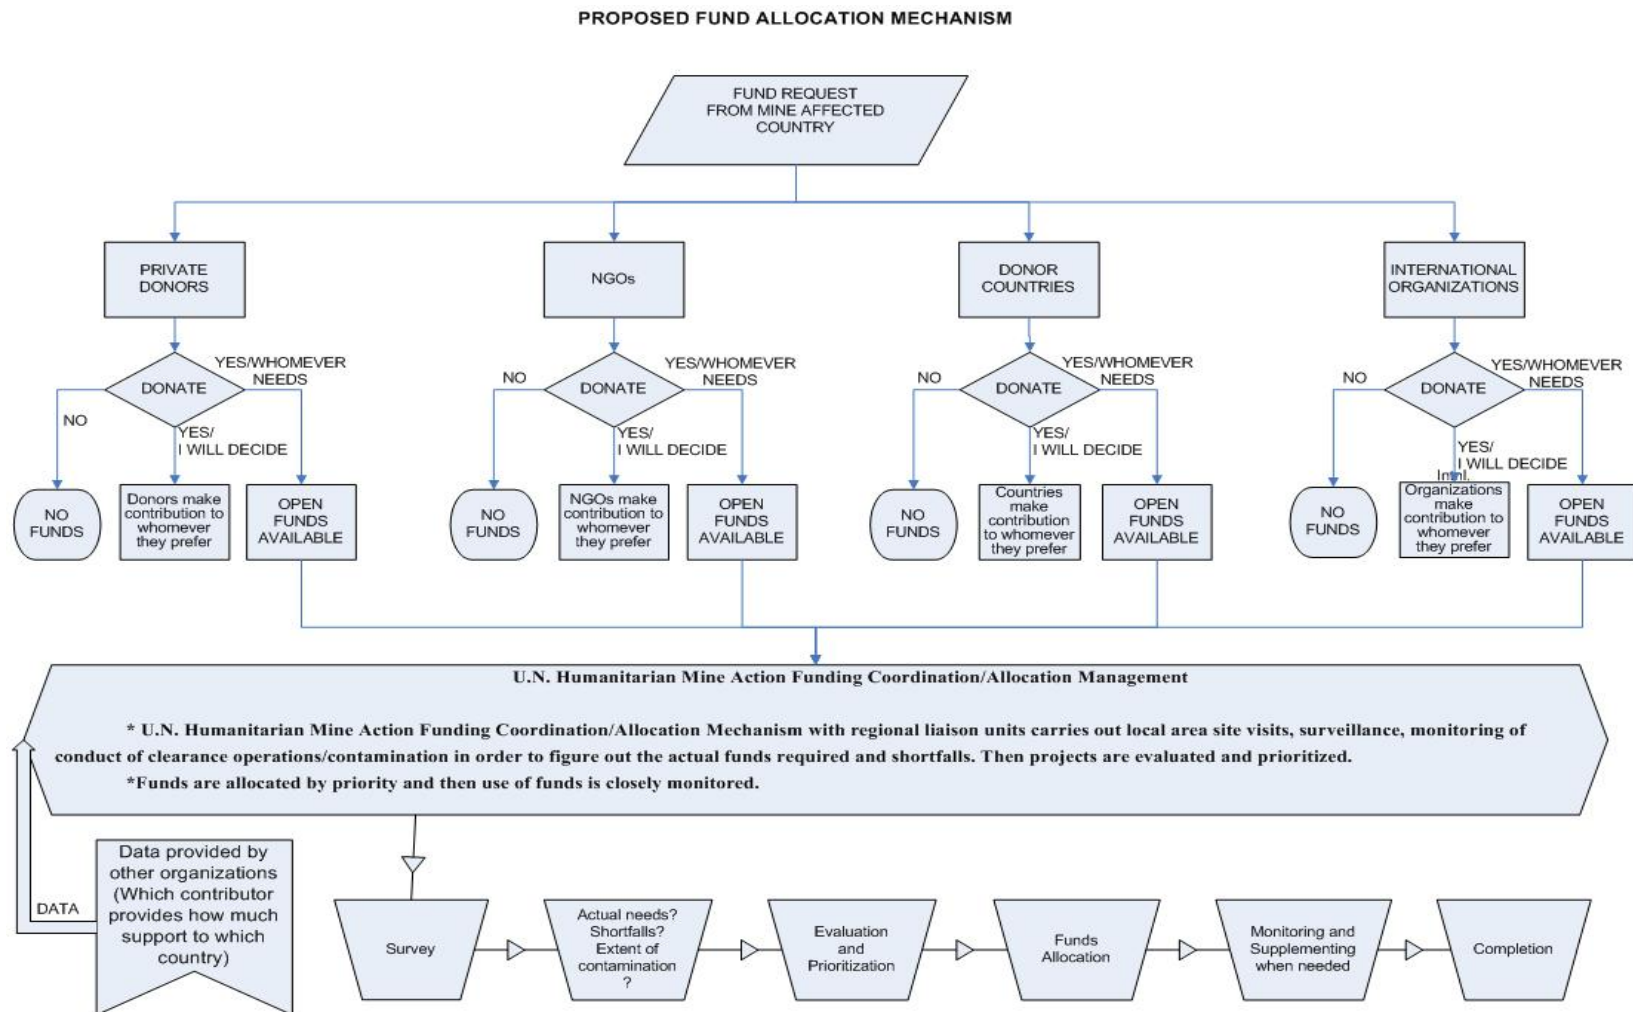 PROPOSED FUND ALLOCATION MECHANISM
FUND REQUEST
FROM MINE AFFECTED
COUNTRY
PRIVATE
DONORS
NGOs
DONOR
COUNTRIES
INTERNATIONAL
ORGANIZATIONS
DONATE
YES/WHOMEVER
NEEDS
NO
YES/
I WILL DECIDE
DONATE
YES/WHOMEVER
NEEDS
NO
YES/
I WILL DECIDE
DONATE
YES/WHOMEVER
NEEDS
NO
YES/
I WILL DECIDE
DONATE
YES/WHOMEVER
NEEDS
NO
YES/
I WILL DECIDE
NO
FUNDS
Donors make
contribution to
whomever
they prefer
OPEN
FUNDS
AVAILABLE
NO
FUNDS
NGOs make
contribution to
whomever
they prefer
OPEN
FUNDS
AVAILABLE
NO
FUNDS
Countries
make
contribution
to whomever
they prefer
OPEN
FUNDS
AVAILABLE
NO
FUNDS
Intnl.
Organizations
make
contribution to
whomever
they prefer
OPEN
FUNDS
AVAILABLE
U.N. Humanitarian Mine Action Funding Coordination/Allocation Management
* U.N. Humanitarian Mine Action Funding Coordination/Allocation Mechanism with regional liaison units carries out local area site visits, surveillance, monitoring of
conduct of clearance operations/contamination in order to figure out the actual funds required and shortfalls. Then projects are evaluated and prioritized.
*Funds are allocated by priority and then use of funds is closely monitored.
DATA
Data provided by
other organizations
(Which contributor
provides how much
support to which
country)
Survey
Actual needs?
Shortfalls?
Extent of
contamination
?
Evaluation
and
Prioritization
Funds
Allocation
Monitoring and
Supplementing
when needed
Completion